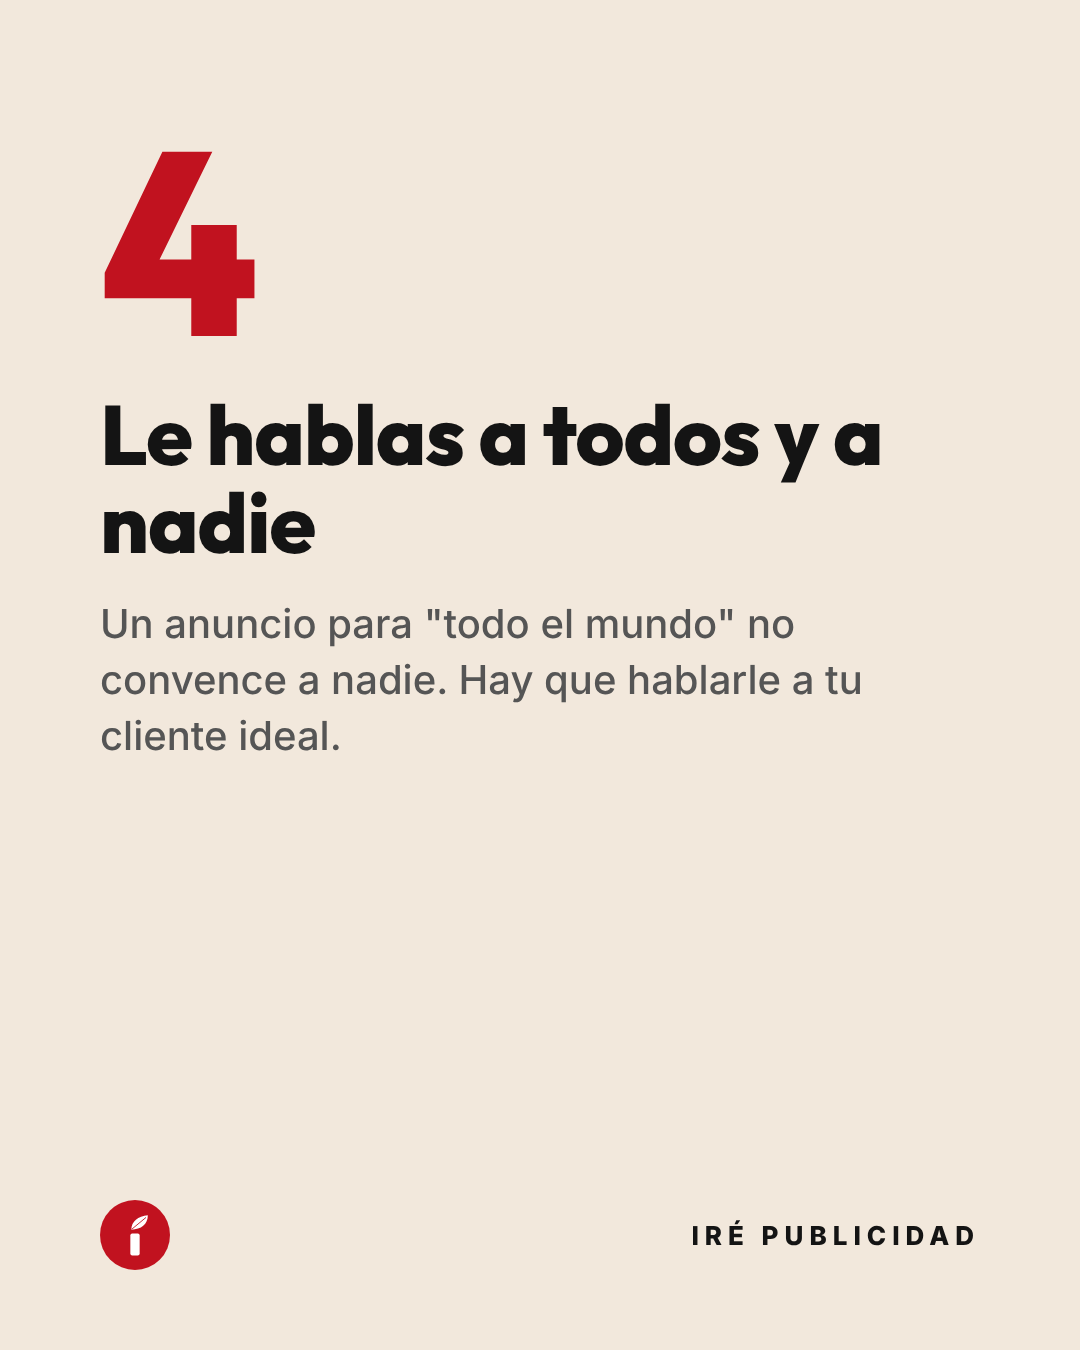 4
Le hablas a todos y a
nadie
Un anuncio para "todo el mundo" no
convence a nadie. Hay que hablarle a tu
cliente ideal.
IRÉ PUBLICIDAD